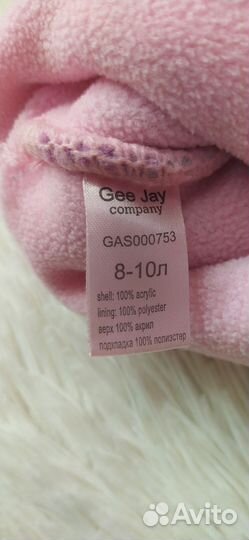 Gee Jay
company
GAS000753
8-10л
shell: 100% acrylic
lining: 100% polyester
верх 100% акрил
подкладка 100% полиэстер
Avito